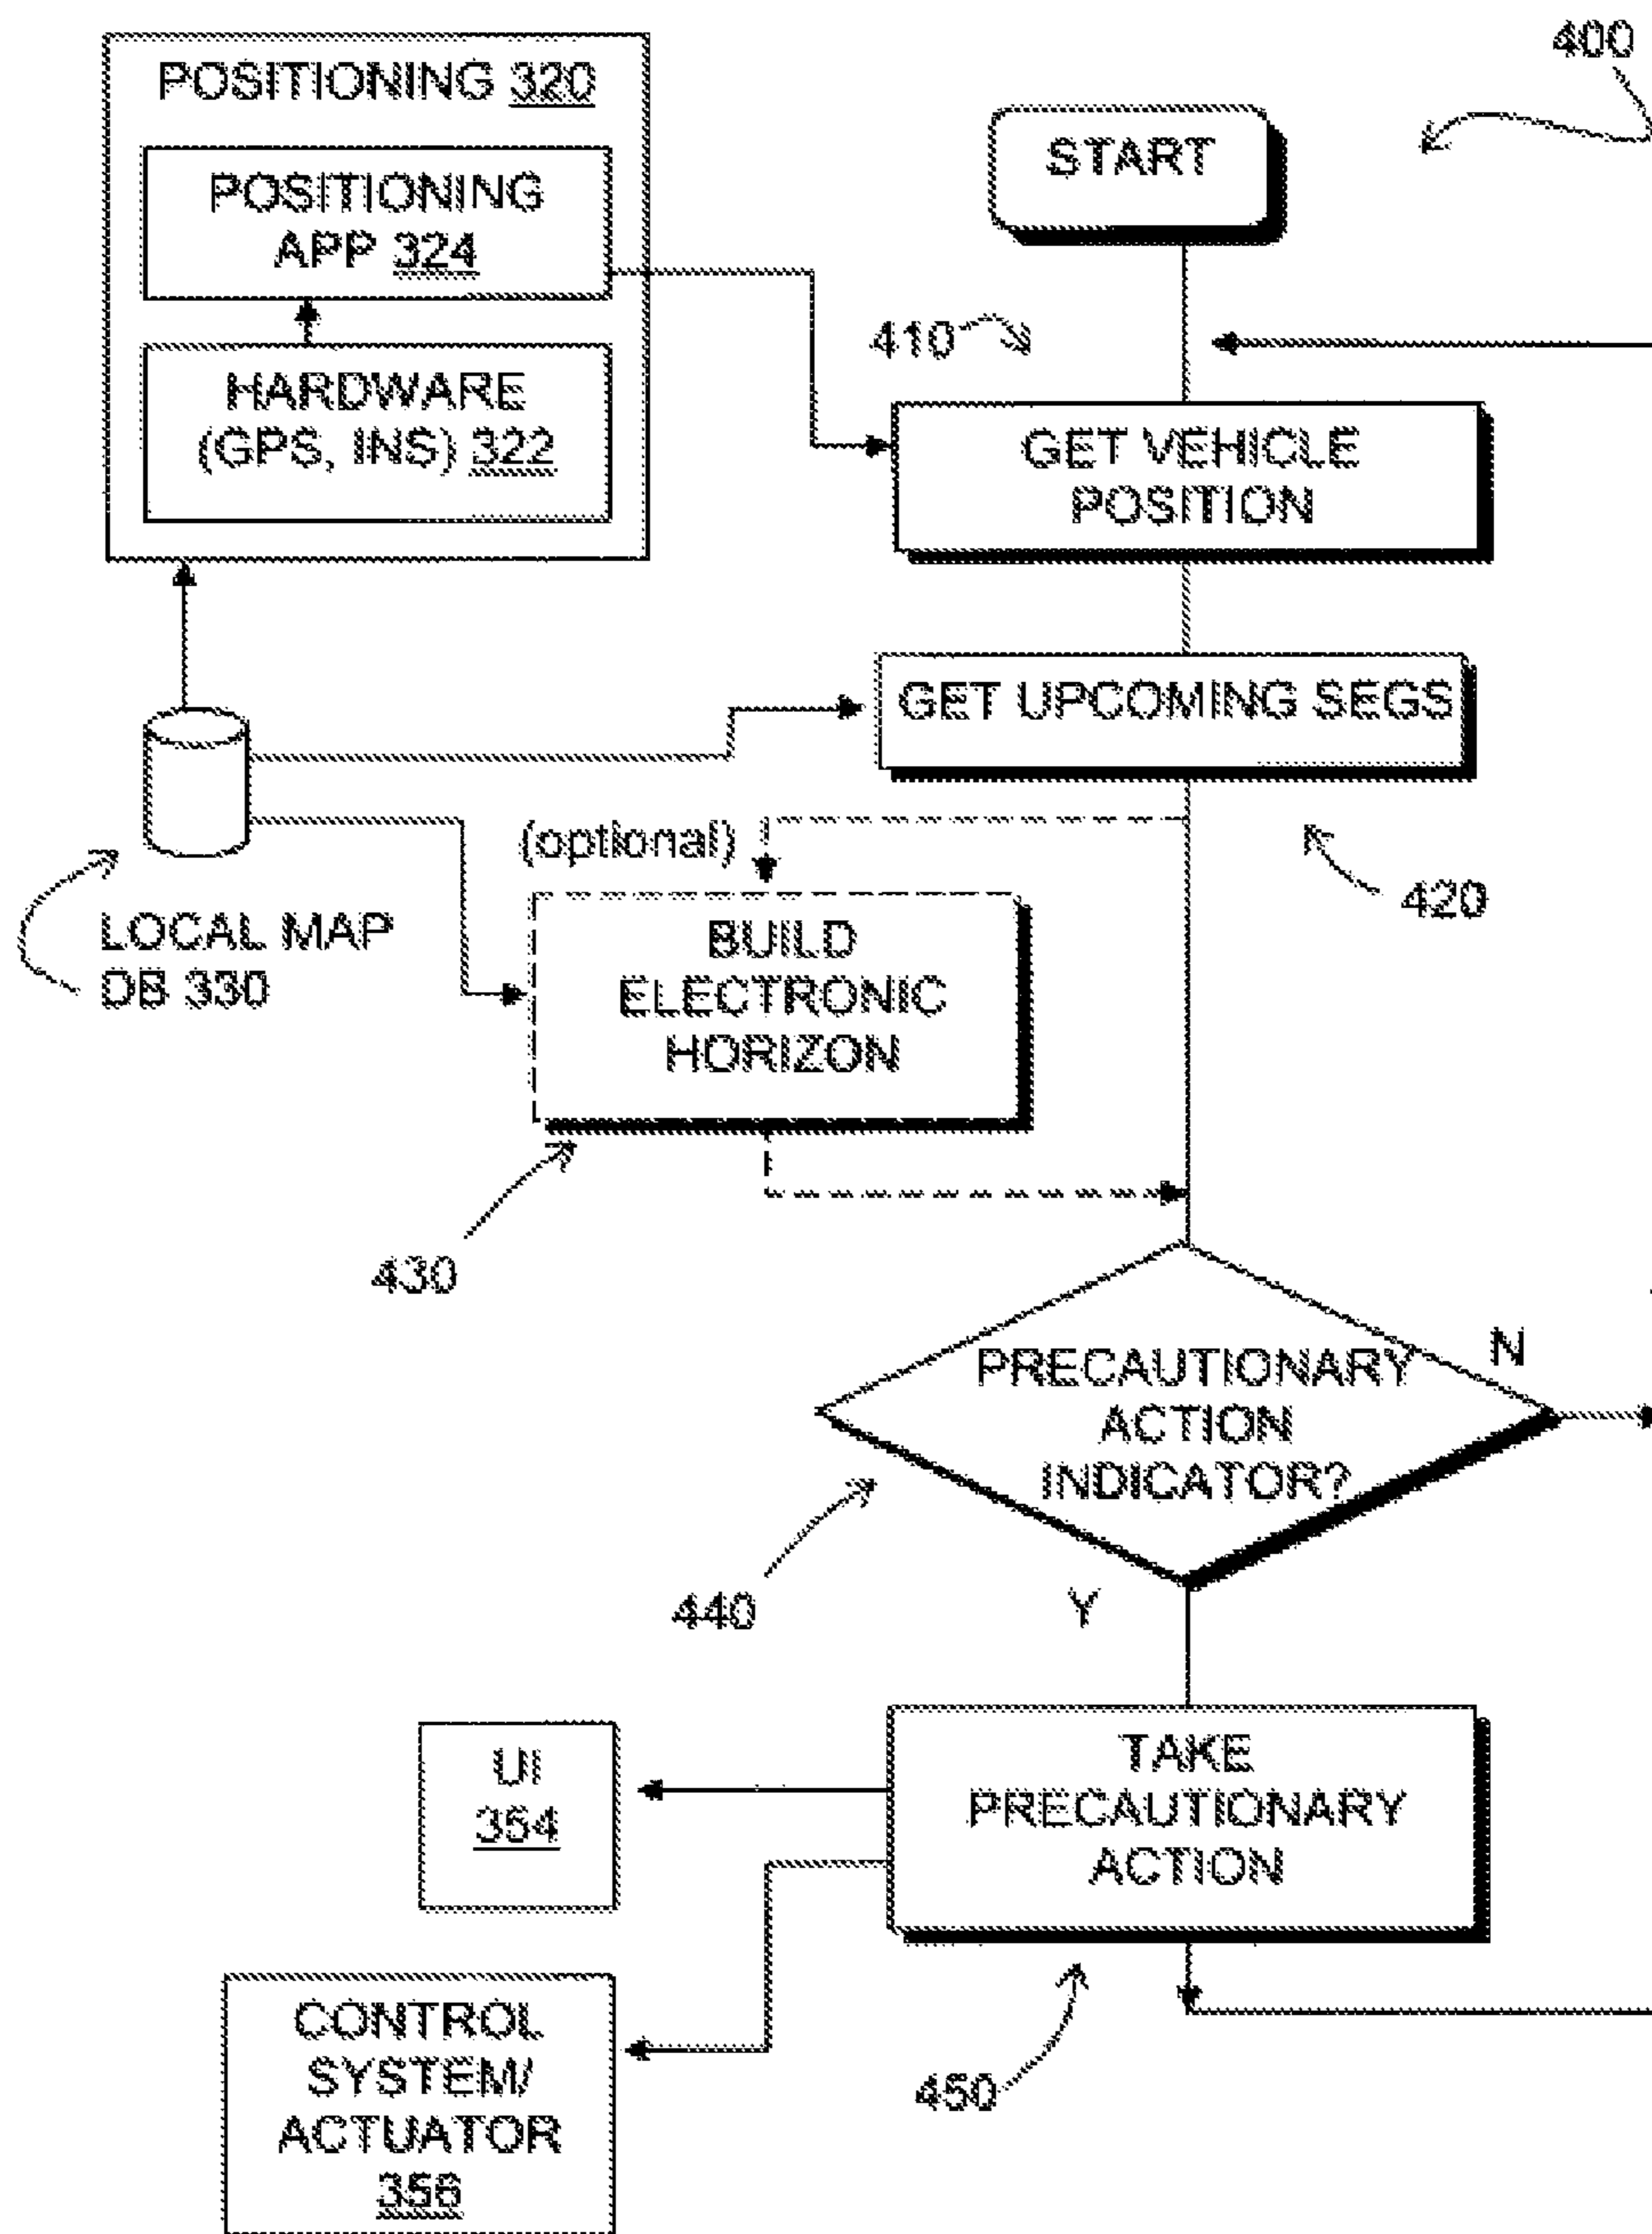 400
POSITIONING 320
START
POSITIONING
APP 324
410
HARDWARE
(GPS, INS) 322
GET VEHICLE
POSITION
GET UPCOMING SEGS
(optional)
420
LOCAL MAP
DB 330
BUILD
ELECTRONIC
HORIZON
430
PRECAUTIONARY
ACTION
INDICATOR?
N
440
Y
UI
354
TAKE
PRECAUTIONARY
ACTION
CONTROL
SYSTEM/
ACTUATOR
356
450